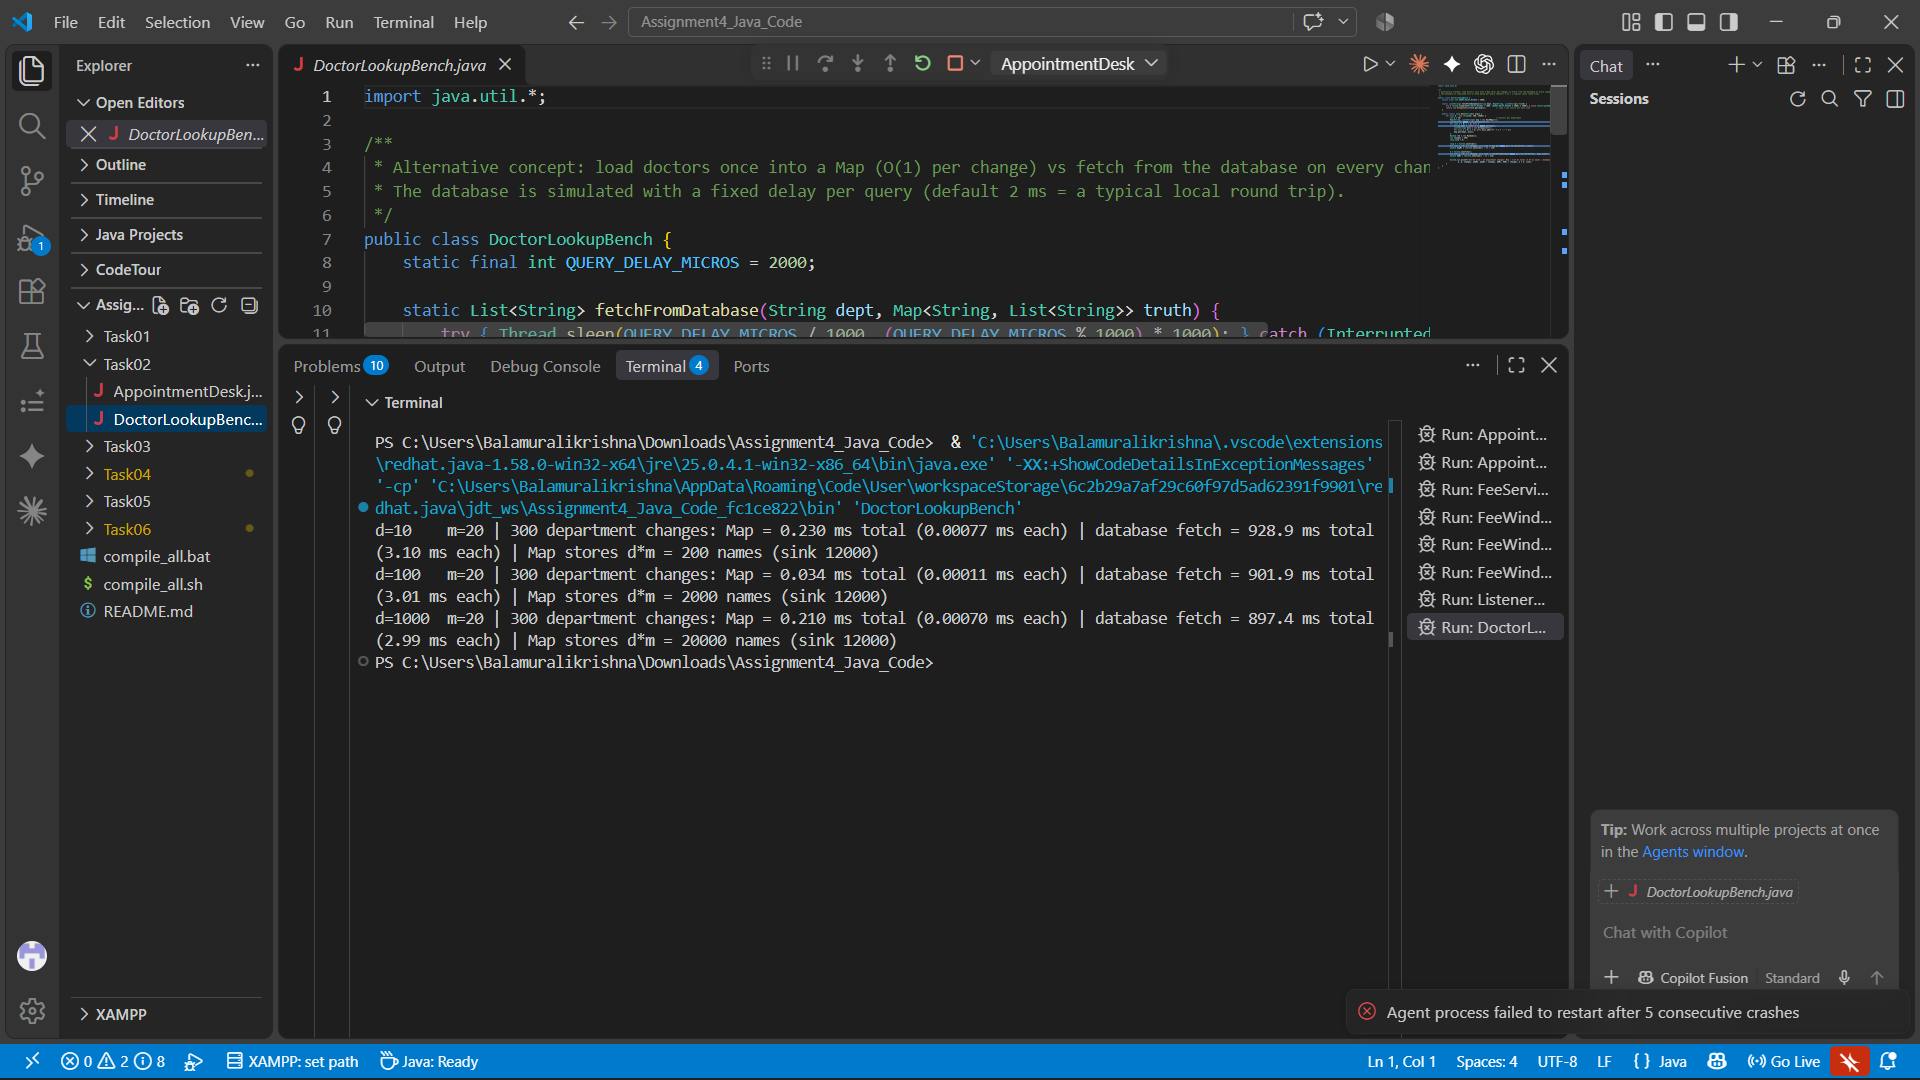 File Edit Selection View Go Run Terminal Help
Assignment4_Java_Code
Explorer
Open Editors
DoctorLookupBen...
Outline
Timeline
Java Projects
CodeTour
Assig...
Task01
Task02
AppointmentDesk.j...
DoctorLookupBenc...
Task03
Task04
Task05
Task06
compile_all.bat
compile_all.sh
README.md
XAMPP
1
DoctorLookupBench.java
AppointmentDesk
1 import java.util.*;
2
3 /**
4 * Alternative concept: load doctors once into a Map (O(1) per change) vs fetch from the database on every chan
5 * The database is simulated with a fixed delay per query (default 2 ms = a typical local round trip).
6 */
7 public class DoctorLookupBench {
8 static final int QUERY_DELAY_MICROS = 2000;
9
10 static List<String> fetchFromDatabase(String dept, Map<String, List<String>> truth) {
11 try { Thread.sleep(QUERY_DELAY_MICROS / 1000, (QUERY_DELAY_MICROS % 1000) * 1000); } catch (Interrupted
Problems 10 Output Debug Console Terminal 4 Ports
Terminal
PS C:\Users\Balamuralikrishna\Downloads\Assignment4_Java_Code> & 'C:\Users\Balamuralikrishna\.vscode\extensions
\redhat.java-1.58.0-win32-x64\jre\25.0.4.1-win32-x86_64\bin\java.exe' '-XX:+ShowCodeDetailsInExceptionMessages'
'-cp' 'C:\Users\Balamuralikrishna\AppData\Roaming\Code\User\workspaceStorage\6c2b29a7af29c60f97d5ad62391f9901\re
dhat.java\jdt_ws\Assignment4_Java_Code_fc1ce822\bin' 'DoctorLookupBench'
d=10 m=20 | 300 department changes: Map = 0.230 ms total (0.00077 ms each) | database fetch = 928.9 ms total
(3.10 ms each) | Map stores d*m = 200 names (sink 12000)
d=100 m=20 | 300 department changes: Map = 0.034 ms total (0.00011 ms each) | database fetch = 901.9 ms total
(3.01 ms each) | Map stores d*m = 2000 names (sink 12000)
d=1000 m=20 | 300 department changes: Map = 0.210 ms total (0.00070 ms each) | database fetch = 897.4 ms total
(2.99 ms each) | Map stores d*m = 20000 names (sink 12000)
PS C:\Users\Balamuralikrishna\Downloads\Assignment4_Java_Code>
Run: Appoint...
Run: Appoint...
Run: FeeServi...
Run: FeeWind...
Run: FeeWind...
Run: FeeWind...
Run: Listener...
Run: DoctorL...
Chat
Sessions
Tip: Work across multiple projects at once
in the Agents window.
DoctorLookupBench.java
Chat with Copilot
Copilot Fusion Standard
Agent process failed to restart after 5 consecutive crashes
0 2 8 XAMPP: set path Java: Ready
Ln 1, Col 1 Spaces: 4 UTF-8 LF {} Java Go Live